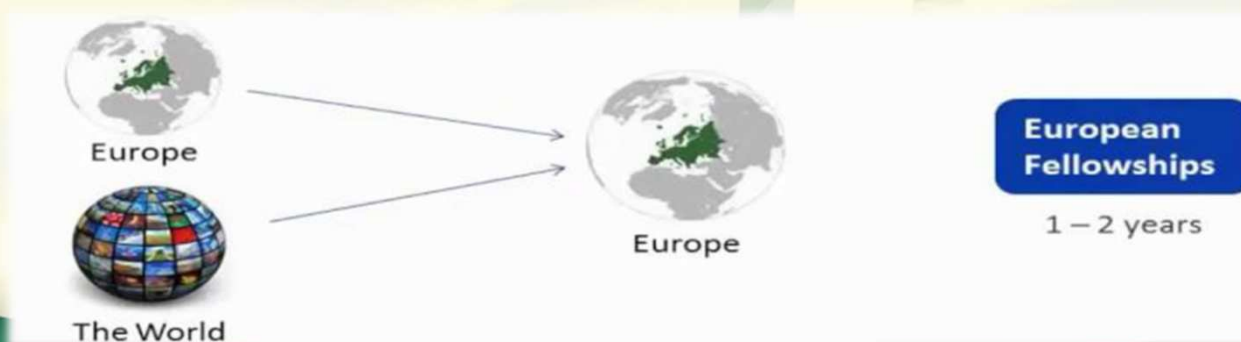 Europe
The World
Europe
European
Fellowships
1 – 2 years